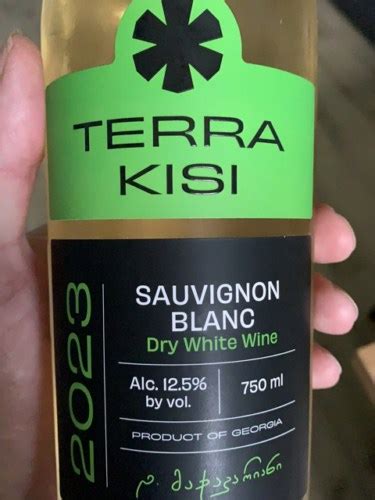 TERRA
KISI
2023
SAUVIGNON
BLANC
Dry White Wine
Alc. 12.5%
by vol.
750 ml
PRODUCT OF GEORGIA